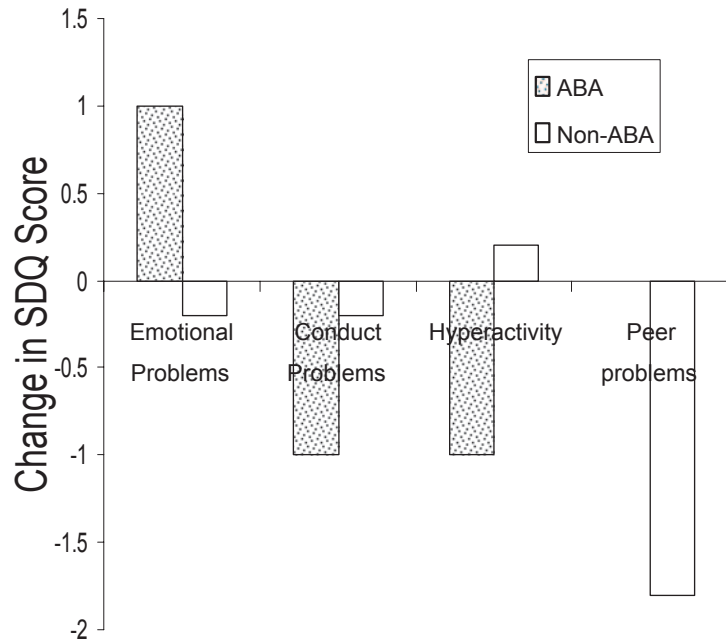 Change in SDQ Score
1.5
1
0.5
0
-0.5
-1
-1.5
-2
ABA
Non-ABA
Emotional
Problems
Conduct
Problems
Hyperactivity
Peer
problems